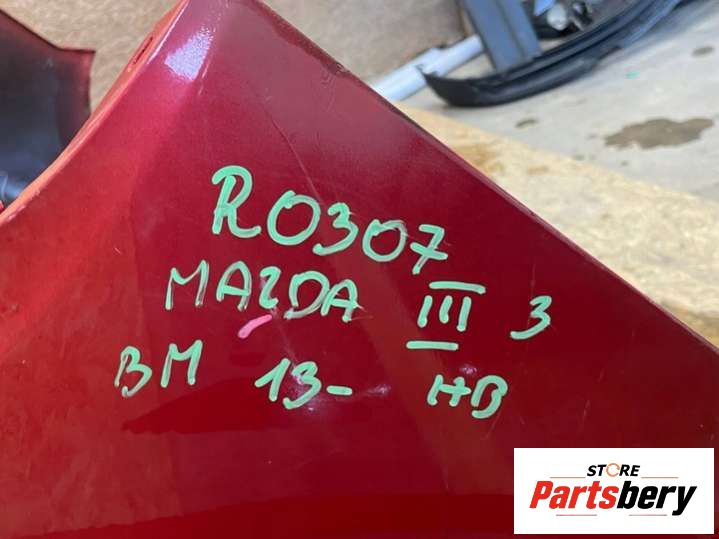 R0307
MAZDA III 3
BM 13- HB
STORE
Partsbery